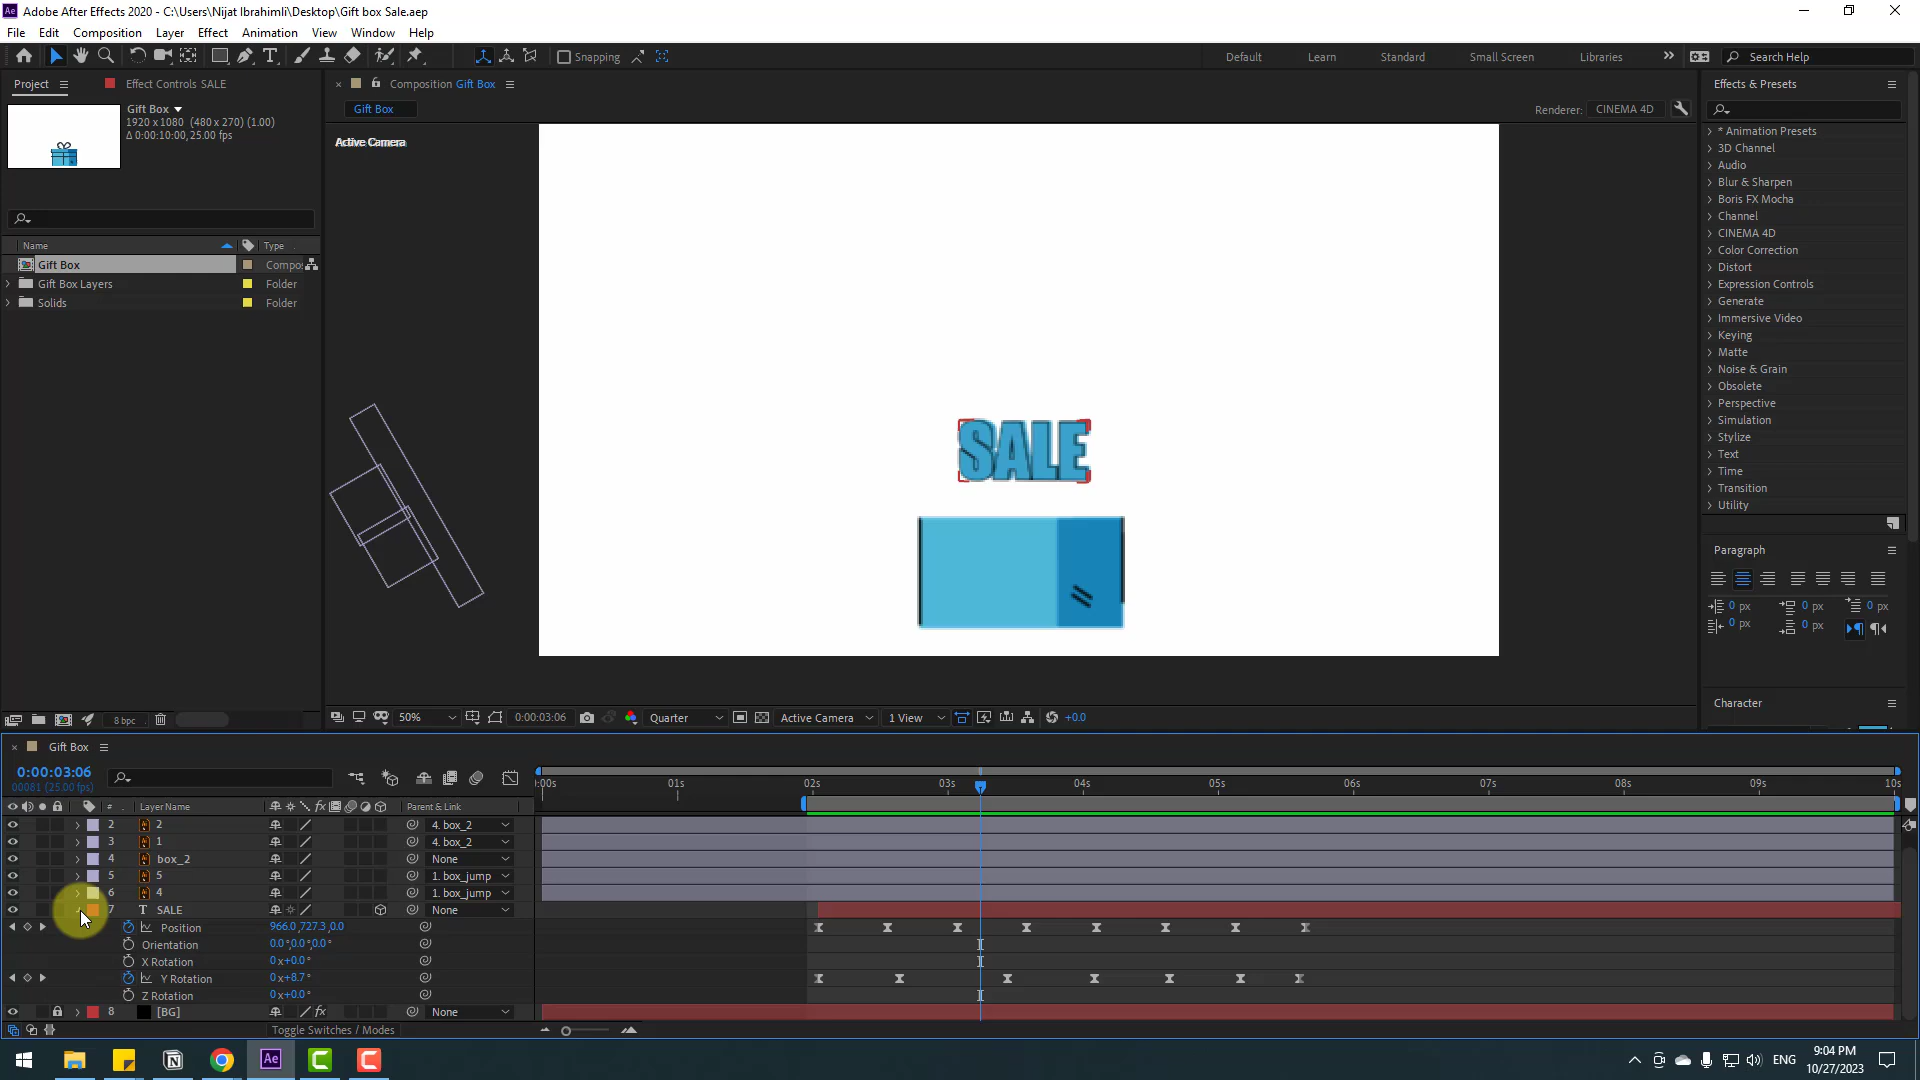 Adobe After Effects 2020 - C:\Users\Nijat Ibrahimli\Desktop\Gift box Sale.aep
File Edit Composition Layer Effect Animation View Window Help
Snapping Default Learn Standard Small Screen Libraries Search Help
Project Effect Controls SALE Composition Gift Box Effects & Presets
Gift Box
1920 x 1080 (480 x 270) (1.00)
Δ 0:00:10:00, 25.00 fps
Gift Box Renderer: CINEMA 4D
Active Camera
Name Type
Gift Box Compo:
Gift Box Layers Folder
Solids Folder
* Animation Presets
3D Channel
Audio
Blur & Sharpen
Boris FX Mocha
Channel
CINEMA 4D
Color Correction
Distort
Expression Controls
Generate
Immersive Video
Keying
Matte
Noise & Grain
Obsolete
Perspective
Simulation
Stylize
Text
Time
Transition
Utility
SALE
Paragraph
0 px 0 px 0 px
0 px 0 px
Character
8 bpc 50% 0:00:03:06 Quarter Active Camera 1 View +0.0
Gift Box
0:00:03:06
00081 (25.00 fps)
:00s 01s 02s 03s 04s 05s 06s 07s 08s 09s 10s
# Layer Name fx Parent & Link
2 2 4. box_2
3 1 4. box_2
4 box_2 None
5 5 1. box_jump
6 4 1. box_jump
7 T SALE None
Position 966.0,727.3,0.0
Orientation 0.0°,0.0°,0.0°
X Rotation 0x+0.0°
Y Rotation 0x+8.7°
Z Rotation 0x+0.0°
8 [BG] fx None
Toggle Switches / Modes
Ae ENG 9:04 PM
10/27/2023